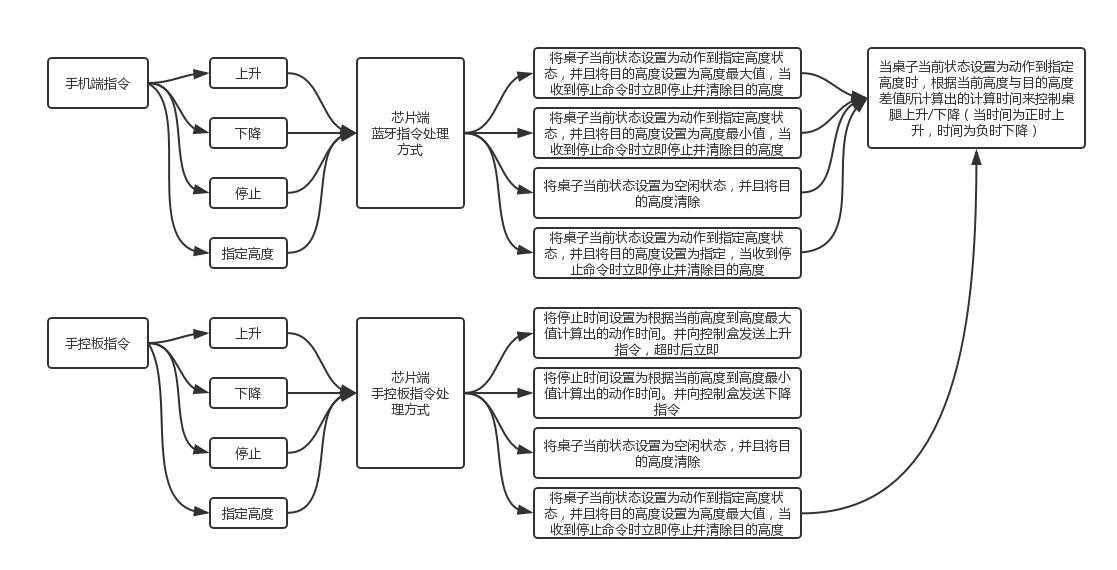 手机端指令
上升
下降
停止
指定高度
芯片端
蓝牙指令处理
方式
将桌子当前状态设置为动作到指定高度状
态，并且将目的高度设置为高度最大值，当
收到停止命令时立即停止并清除目的高度
将桌子当前状态设置为动作到指定高度状
态，并且将目的高度设置为高度最小值，当
收到停止命令时立即停止并清除目的高度
将桌子当前状态设置为空闲状态，并且将目
的高度清除
将桌子当前状态设置为动作到指定高度状
态，并且将目的高度设置为指定，当收到停
止命令时立即停止并清除目的高度
当桌子当前状态设置为动作到指定
高度时，根据当前高度与目的高度
差值所计算出的计算时间来控制桌
腿上升/下降（当时间为正时上
升，时间为负时下降）
手控板指令
上升
下降
停止
指定高度
芯片端
手控板指令处
理方式
将停止时间设置为根据当前高度到高度最大
值计算出的动作时间。并向控制盒发送上升
指令，超时后立即
将停止时间设置为根据当前高度到高度最小
值计算出的动作时间。并向控制盒发送下降
指令
将桌子当前状态设置为空闲状态，并且将目
的高度清除
将桌子当前状态设置为动作到指定高度状
态，并且将目的高度设置为高度最大值，当
收到停止命令时立即停止并清除目的高度